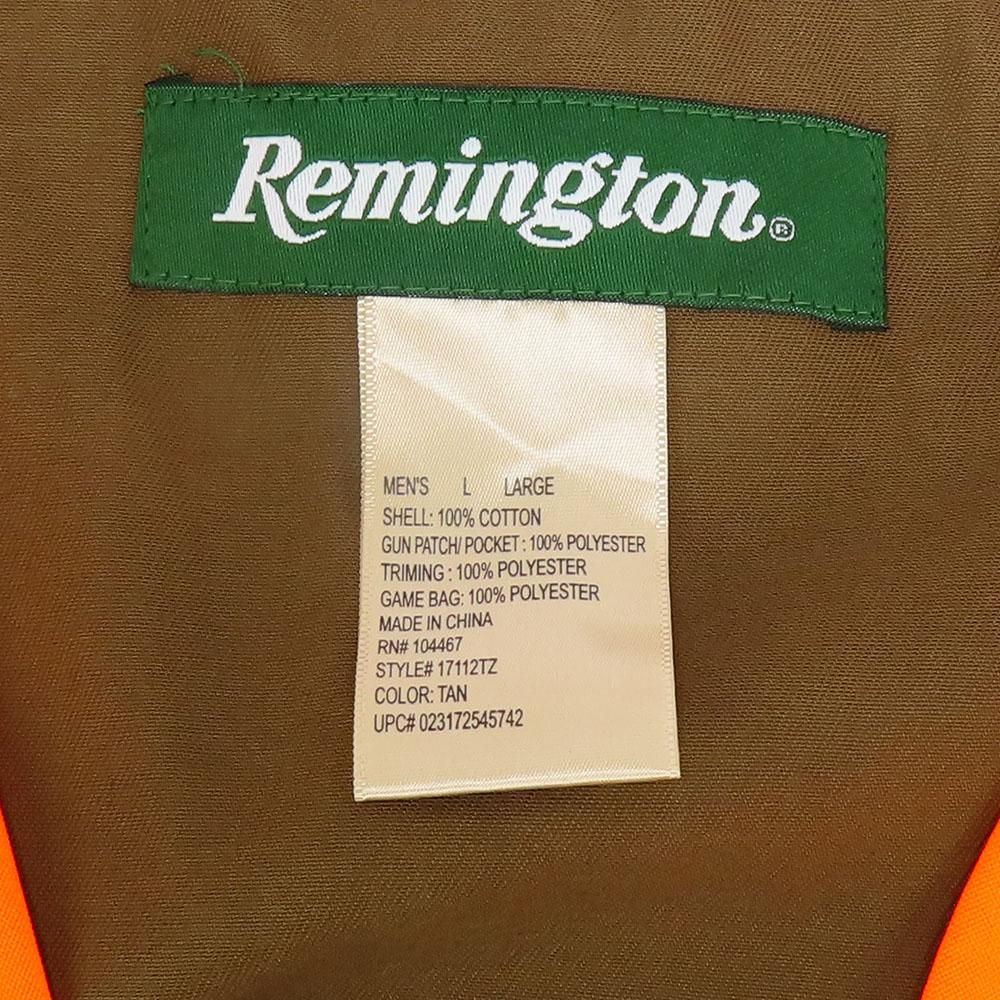 Remington®
MEN'S L LARGE
SHELL: 100% COTTON
GUN PATCH/ POCKET : 100% POLYESTER
TRIMING : 100% POLYESTER
GAME BAG: 100% POLYESTER
MADE IN CHINA
RN# 104467
STYLE# 17112TZ
COLOR: TAN
UPC# 023172545742